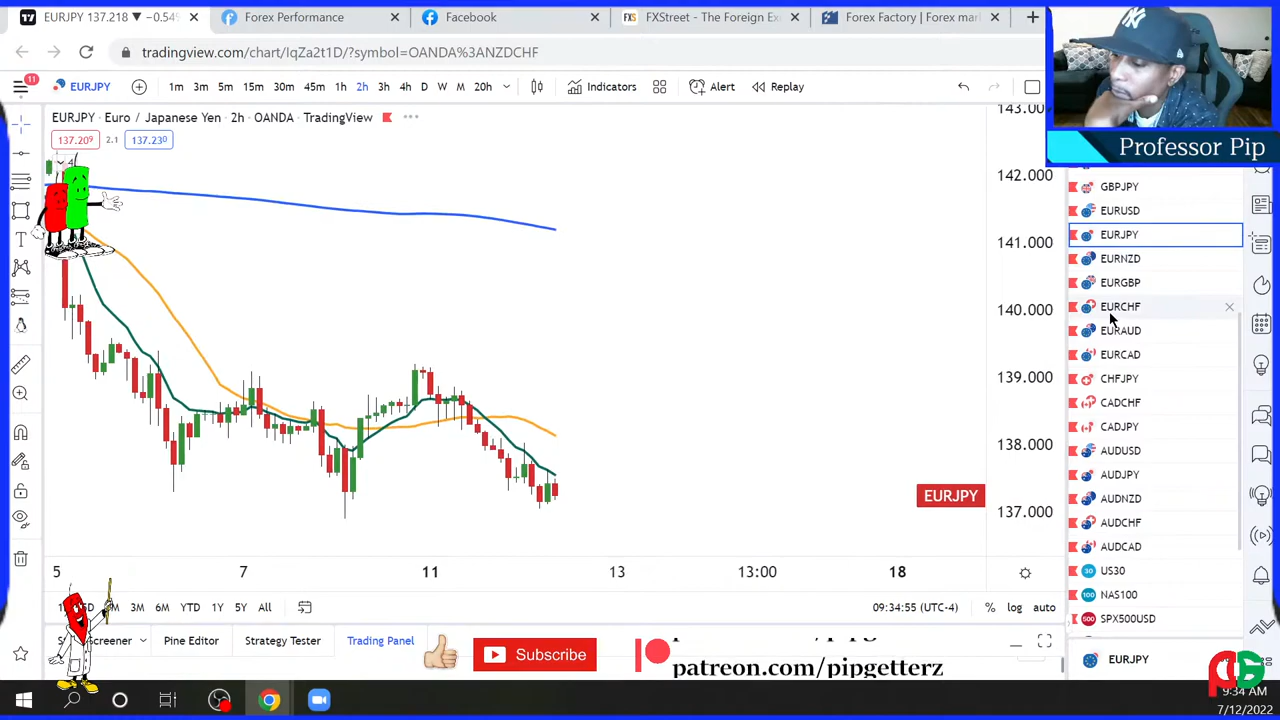 EURJPY 137.218 ▼ −0.54%
Forex Performance
Facebook
FXStreet - The Foreign Ex
Forex Factory | Forex mar
tradingview.com/chart/IqZa2t1D/?symbol=OANDA%3ANZDCHF
11
EURJPY
1m 3m 5m 15m 30m 45m 1h 2h 3h 4h D W M 20h
Indicators
Alert
Replay
EURJPY · Euro / Japanese Yen · 2h · OANDA · TradingView
137.209 2.1 137.230
4
143.000
142.000
141.000
140.000
139.000
138.000
EURJPY
137.000
5 7 11 13 13:00 18
3M 6M YTD 1Y 5Y All
09:34:55 (UTC-4) % log auto
Pine Editor
Strategy Tester
Trading Panel
Subscribe
patreon.com/pipgetterz
Professor Pip
GBPJPY
EURUSD
EURJPY
EURNZD
EURGBP
EURCHF
EURAUD
EURCAD
CHFJPY
CADCHF
CADJPY
AUDUSD
AUDJPY
AUDNZD
AUDCHF
AUDCAD
30 US30
100 NAS100
500 SPX500USD
EURJPY
9:34 AM
7/12/2022